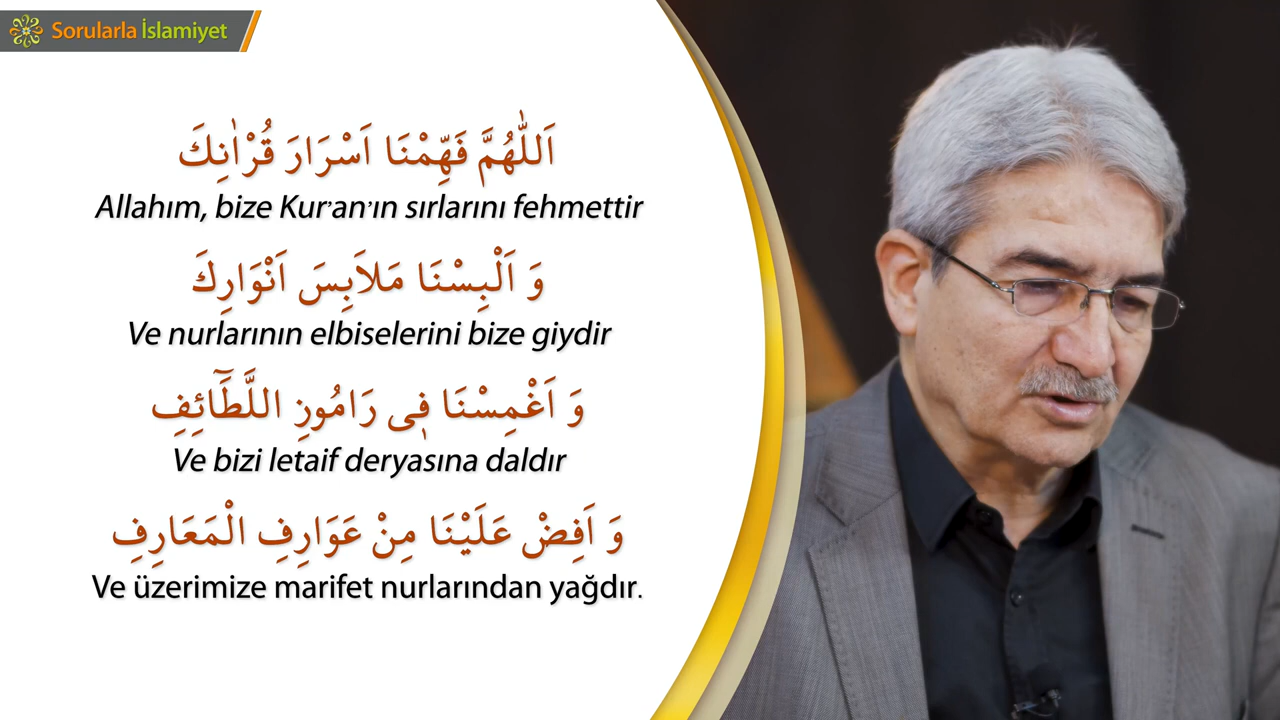 Sorularla İslamiyet
اَللّٰهُمَّ فَهِّمْنَا اَسْرَارَ قُرْاٰنِكَ
Allahım, bize Kur’an’ın sırlarını fehmettir
وَ اَلْبِسْنَا مَلاَبِسَ اَنْوَارِكَ
Ve nurlarının elbiselerini bize giydir
وَ اَغْمِسْنَا فٖى رَامُوزِ اللَّطَٓائِفِ
Ve bizi letaif deryasına daldır
وَ اَفِضْ عَلَيْنَا مِنْ عَوَارِفِ الْمَعَارِفِ
Ve üzerimize marifet nurlarından yağdır.